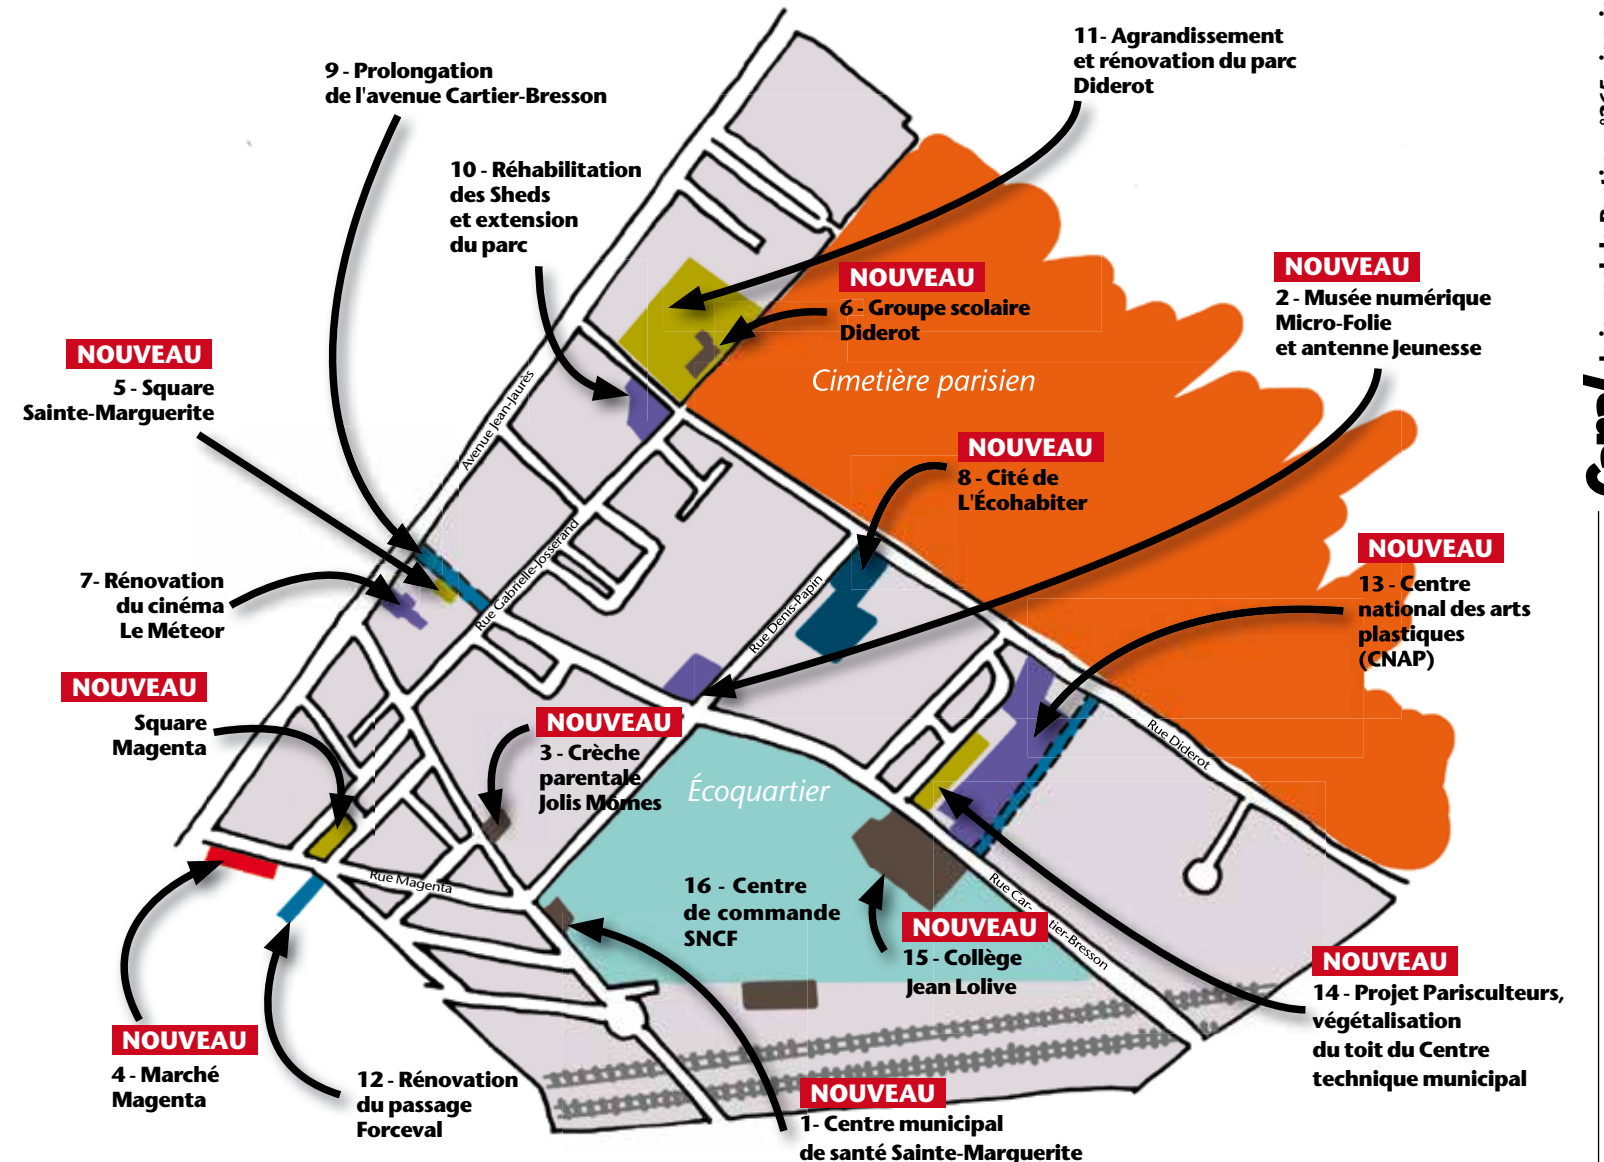 9 - Prolongation
de l'avenue Cartier-Bresson
11- Agrandissement
et rénovation du parc
Diderot
10 - Réhabilitation
des Sheds
et extension
du parc
NOUVEAU
6 - Groupe scolaire
Diderot
NOUVEAU
2 - Musée numérique
Micro-Folie
et antenne Jeunesse
NOUVEAU
5 - Square
Sainte-Marguerite
Avenue Jean-Jaurès
Cimetière parisien
NOUVEAU
8 - Cité de
L'Écohabiter
NOUVEAU
13 - Centre
national des arts
plastiques
(CNAP)
7- Rénovation
du cinéma
Le Méteor
Rue Gabrielle-Josserand
Rue Denis-Papin
NOUVEAU
Square
Magenta
NOUVEAU
3 - Crèche
parentale
Jolis Mômes
Écoquartier
Rue Diderot
Rue Magenta
16 - Centre
de commande
SNCF
NOUVEAU
15 - Collège
Jean Lolive
Rue Car-
tier-Bresson
NOUVEAU
14 - Projet Parisculteurs,
végétalisation
du toit du Centre
technique municipal
NOUVEAU
4 - Marché
Magenta
12 - Rénovation
du passage
Forceval
NOUVEAU
1- Centre municipal
de santé Sainte-Marguerite